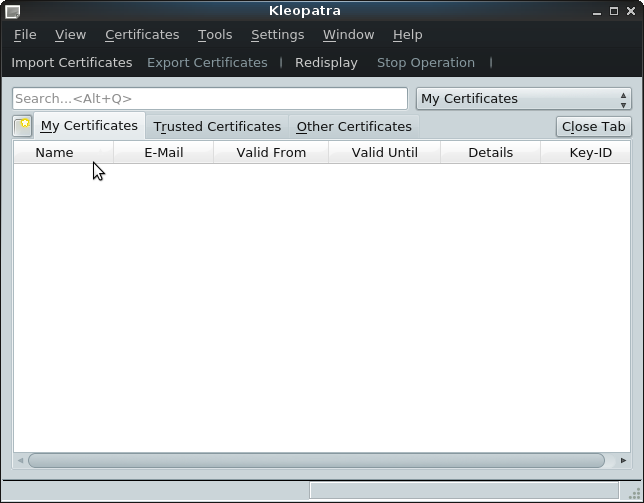 Kleopatra
File View Certificates Tools Settings Window Help
Import Certificates Export Certificates Redisplay Stop Operation
Search...<Alt+Q> My Certificates
My Certificates Trusted Certificates Other Certificates Close Tab
Name E-Mail Valid From Valid Until Details Key-ID